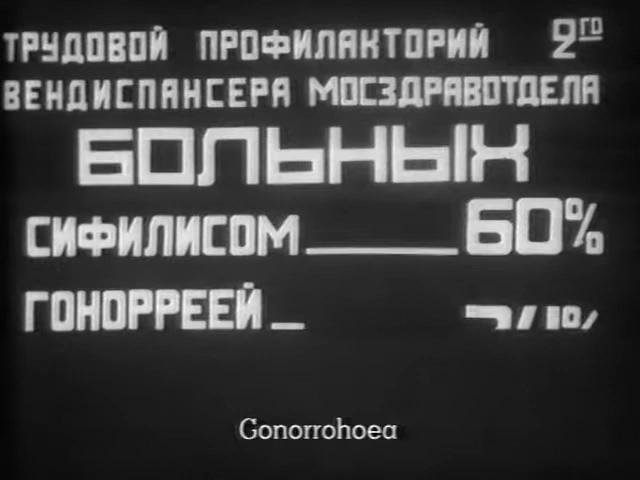 ТРУДОВОЙ ПРОФИЛАКТОРИЙ 2го
ВЕНДИСПАНСЕРА МОСЗДРАВОТДЕЛА
БОЛЬНЫХ
СИФИЛИСОМ 60%
ГОНОРРЕЕЙ
Gonorrohoea